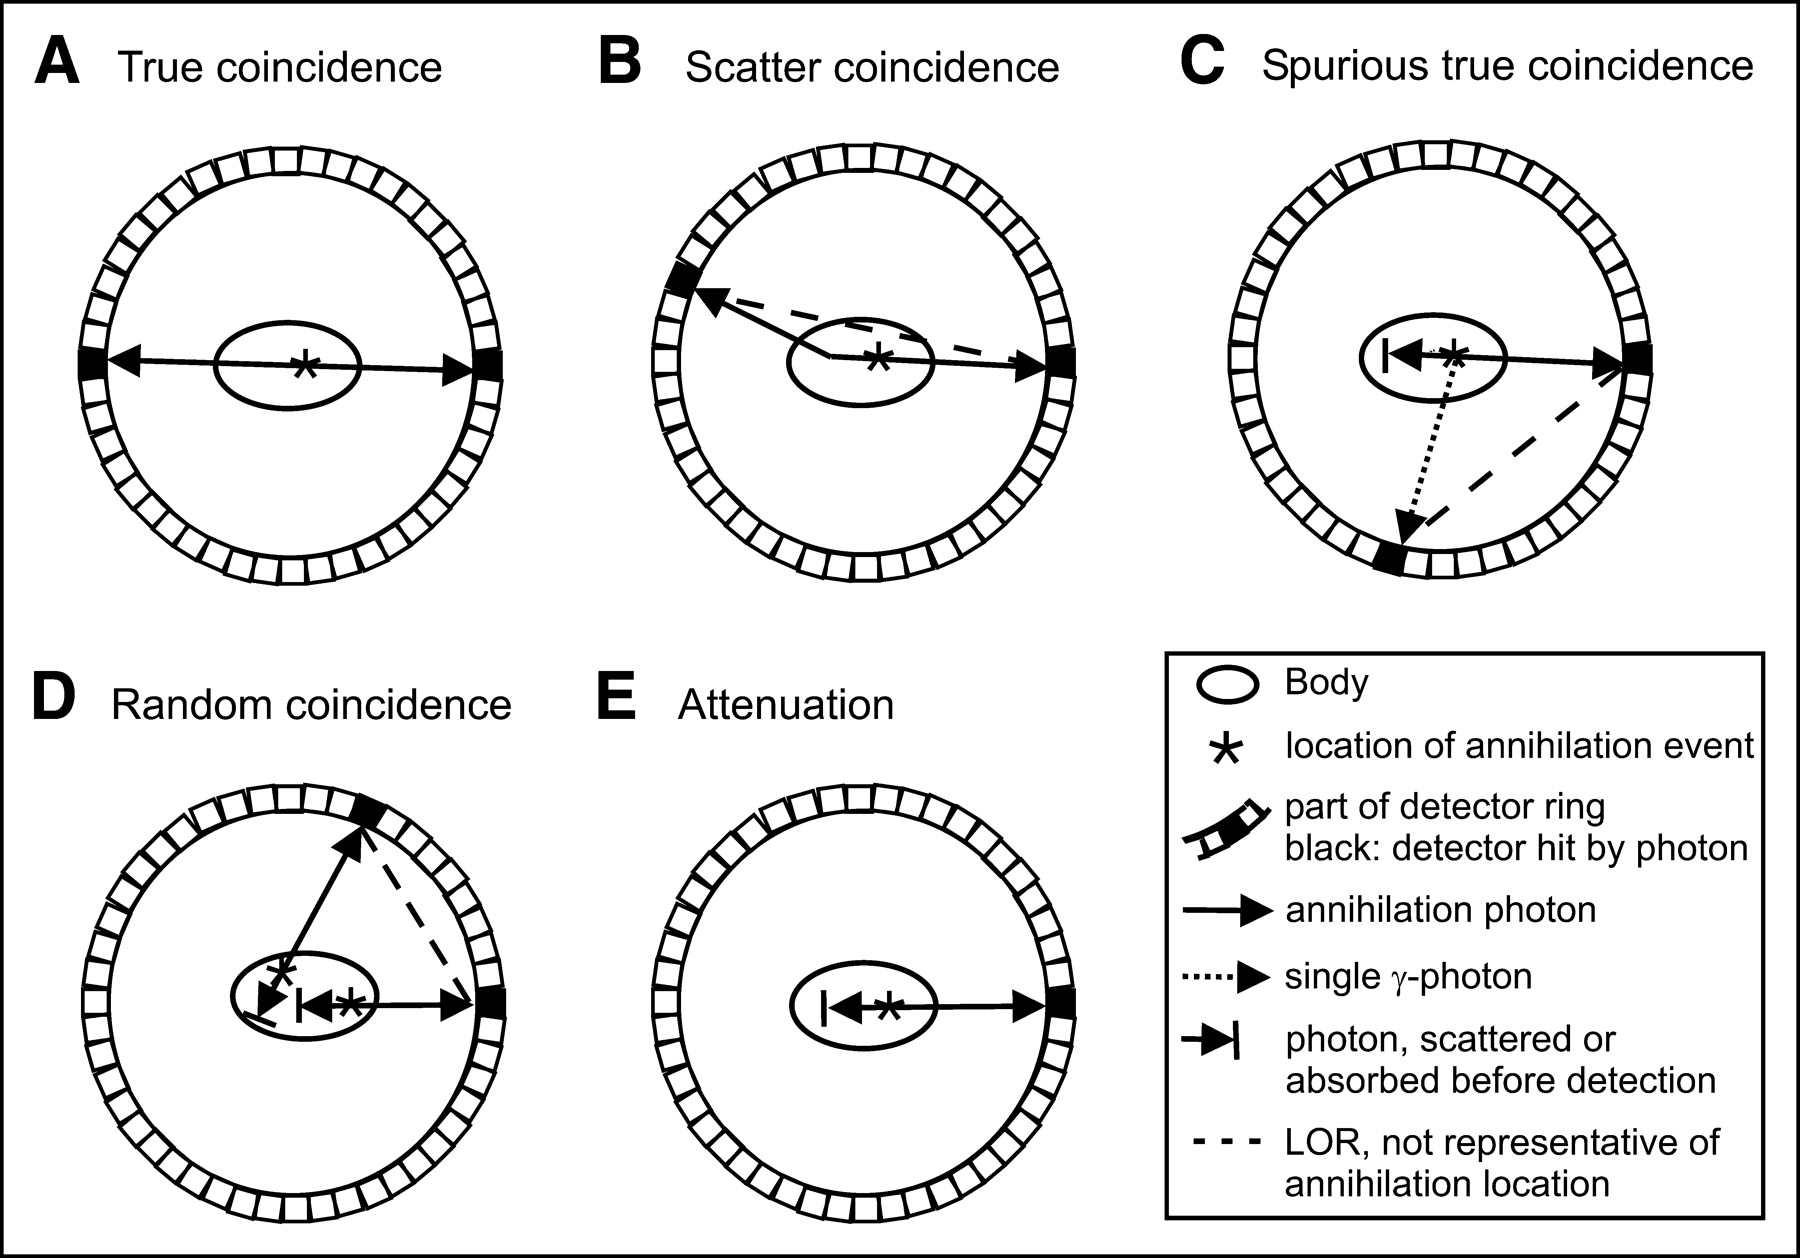 A True coincidence
B Scatter coincidence
C Spurious true coincidence
D Random coincidence
E Attenuation
Body
location of annihilation event
part of detector ring
black: detector hit by photon
annihilation photon
single γ-photon
photon, scattered or
absorbed before detection
LOR, not representative of
annihilation location